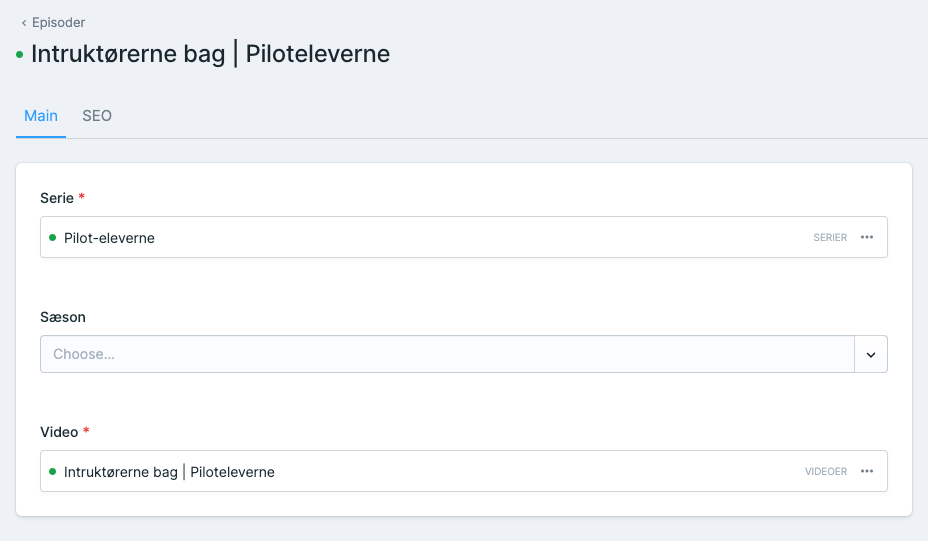 ‹ Episoder
Intruktørerne bag | Piloteleverne
Main SEO
Serie *
Pilot-eleverne SERIER ···
Sæson
Choose...
Video *
Intruktørerne bag | Piloteleverne VIDEOER ···